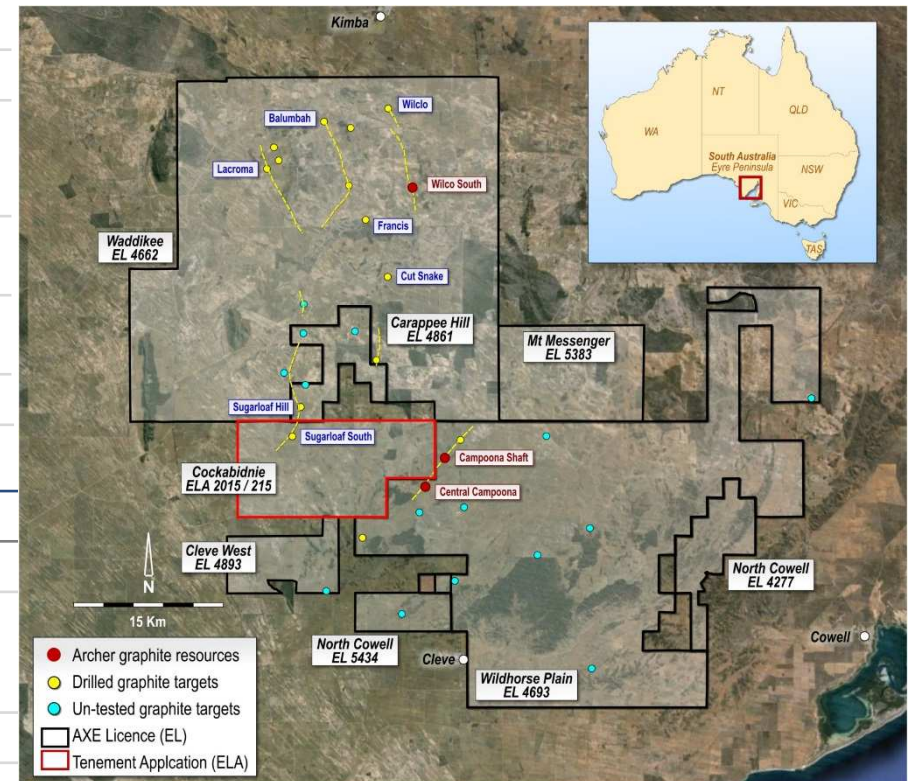 Kimba
Wilclo
Balumbah
Lacroma
Wilco South
Francis
Waddikee
EL 4662
Cut Snake
Carappee Hill
EL 4861
Mt Messenger
EL 5383
Sugarloaf Hill
Sugarloaf South
Campoona Shaft
Cockabidnie
ELA 2015 / 215
Central Campoona
Cleve West
EL 4893
North Cowell
EL 4277
N
15 Km
North Cowell
EL 5434
Cleve
Cowell
Wildhorse Plain
EL 4693
Archer graphite resources
Drilled graphite targets
Un-tested graphite targets
AXE Licence (EL)
Tenement Applcation (ELA)
NT
QLD
WA
South Australia
Eyre Peninsula
NSW
VIC
TAS